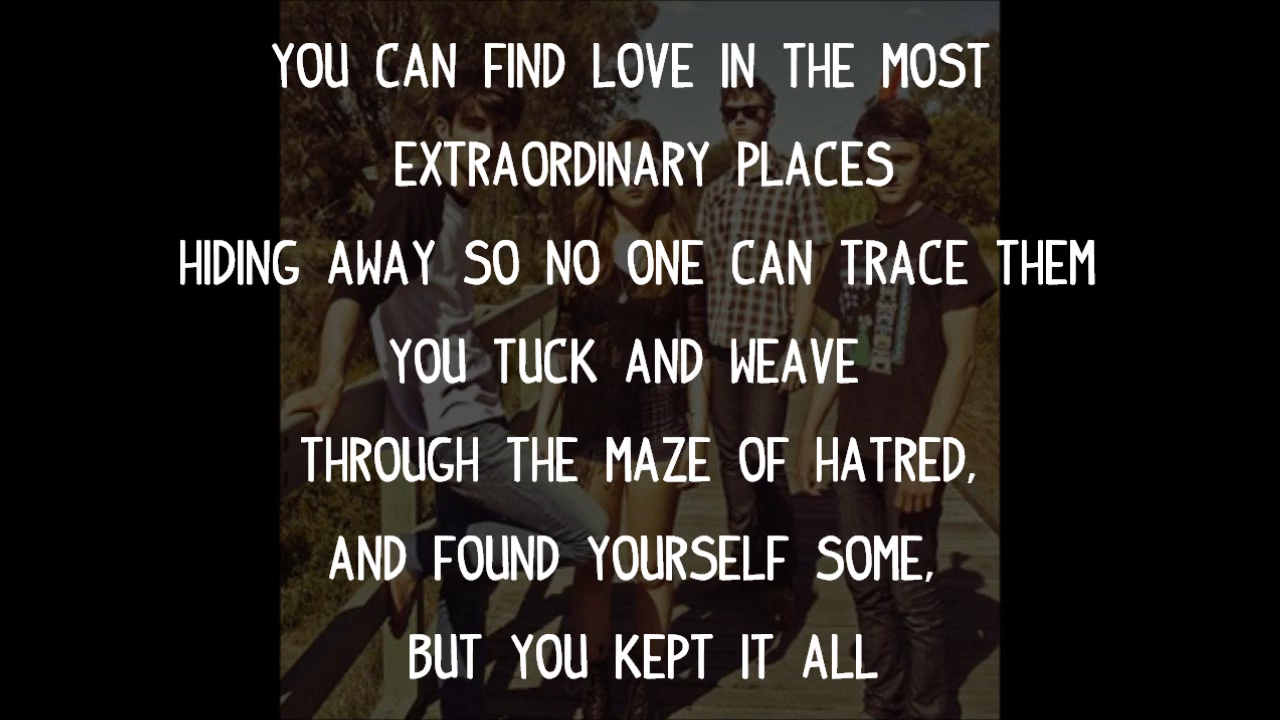 YOU CAN FIND LOVE IN THE MOST
EXTRAORDINARY PLACES
HIDING AWAY SO NO ONE CAN TRACE THEM
YOU TUCK AND WEAVE
THROUGH THE MAZE OF HATRED,
AND FOUND YOURSELF SOME,
BUT YOU KEPT IT ALL